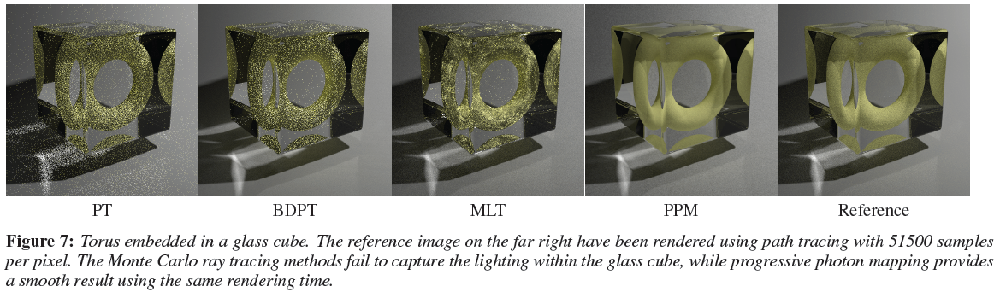 PT BDPT MLT PPM Reference
Figure 7: Torus embedded in a glass cube. The reference image on the far right have been rendered using path tracing with 51500 samples
per pixel. The Monte Carlo ray tracing methods fail to capture the lighting within the glass cube, while progressive photon mapping provides
a smooth result using the same rendering time.